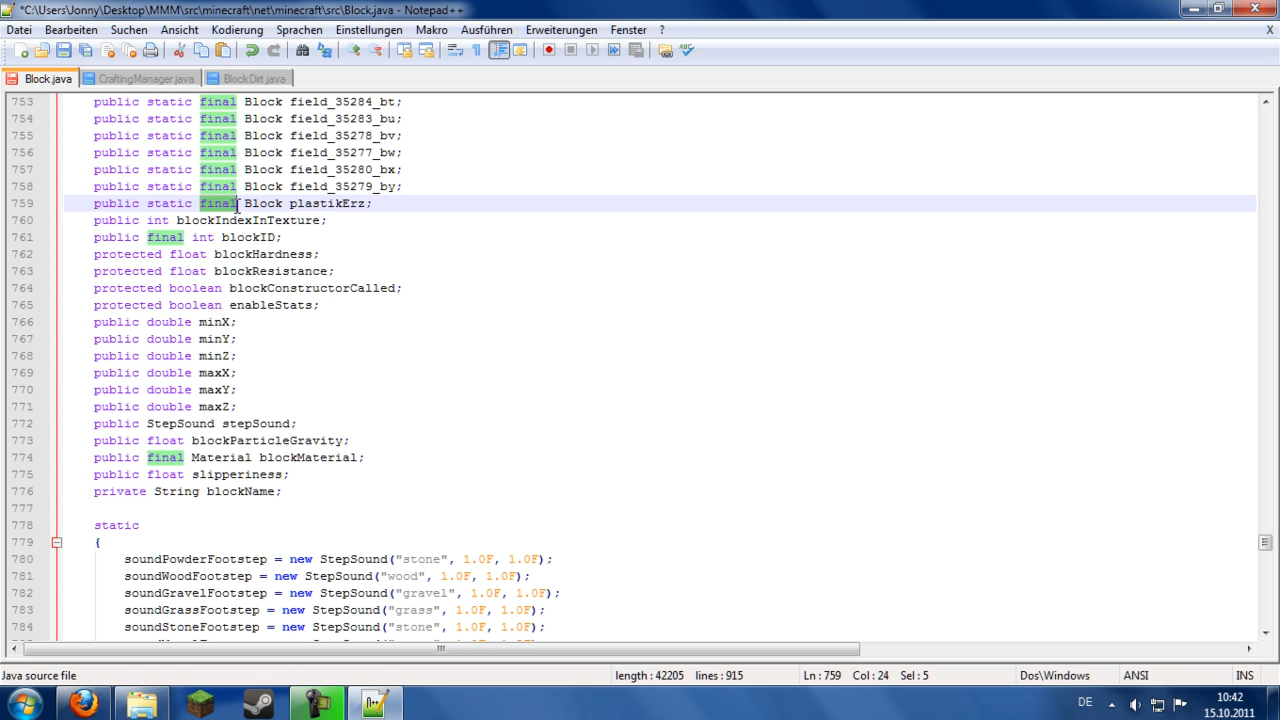 *C:\Users\Jonny\Desktop\MMM\src\minecraft\net\minecraft\src\Block.java - Notepad++
Datei Bearbeiten Suchen Ansicht Kodierung Sprachen Einstellungen Makro Ausführen Erweiterungen Fenster ? X
Block.java CraftingManager.java BlockDirt.java
753 public static final Block field_35284_bt;
754 public static final Block field_35283_bu;
755 public static final Block field_35278_bv;
756 public static final Block field_35277_bw;
757 public static final Block field_35280_bx;
758 public static final Block field_35279_by;
759 public static final Block plastikErz;
760 public int blockIndexInTexture;
761 public final int blockID;
762 protected float blockHardness;
763 protected float blockResistance;
764 protected boolean blockConstructorCalled;
765 protected boolean enableStats;
766 public double minX;
767 public double minY;
768 public double minZ;
769 public double maxX;
770 public double maxY;
771 public double maxZ;
772 public StepSound stepSound;
773 public float blockParticleGravity;
774 public final Material blockMaterial;
775 public float slipperiness;
776 private String blockName;
777
778 static
779 {
780 soundPowderFootstep = new StepSound("stone", 1.0F, 1.0F);
781 soundWoodFootstep = new StepSound("wood", 1.0F, 1.0F);
782 soundGravelFootstep = new StepSound("gravel", 1.0F, 1.0F);
783 soundGrassFootstep = new StepSound("grass", 1.0F, 1.0F);
784 soundStoneFootstep = new StepSound("stone", 1.0F, 1.0F);
Java source file length : 42205 lines : 915 Ln : 759 Col : 24 Sel : 5 Dos\Windows ANSI INS
DE 10:42
15.10.2011